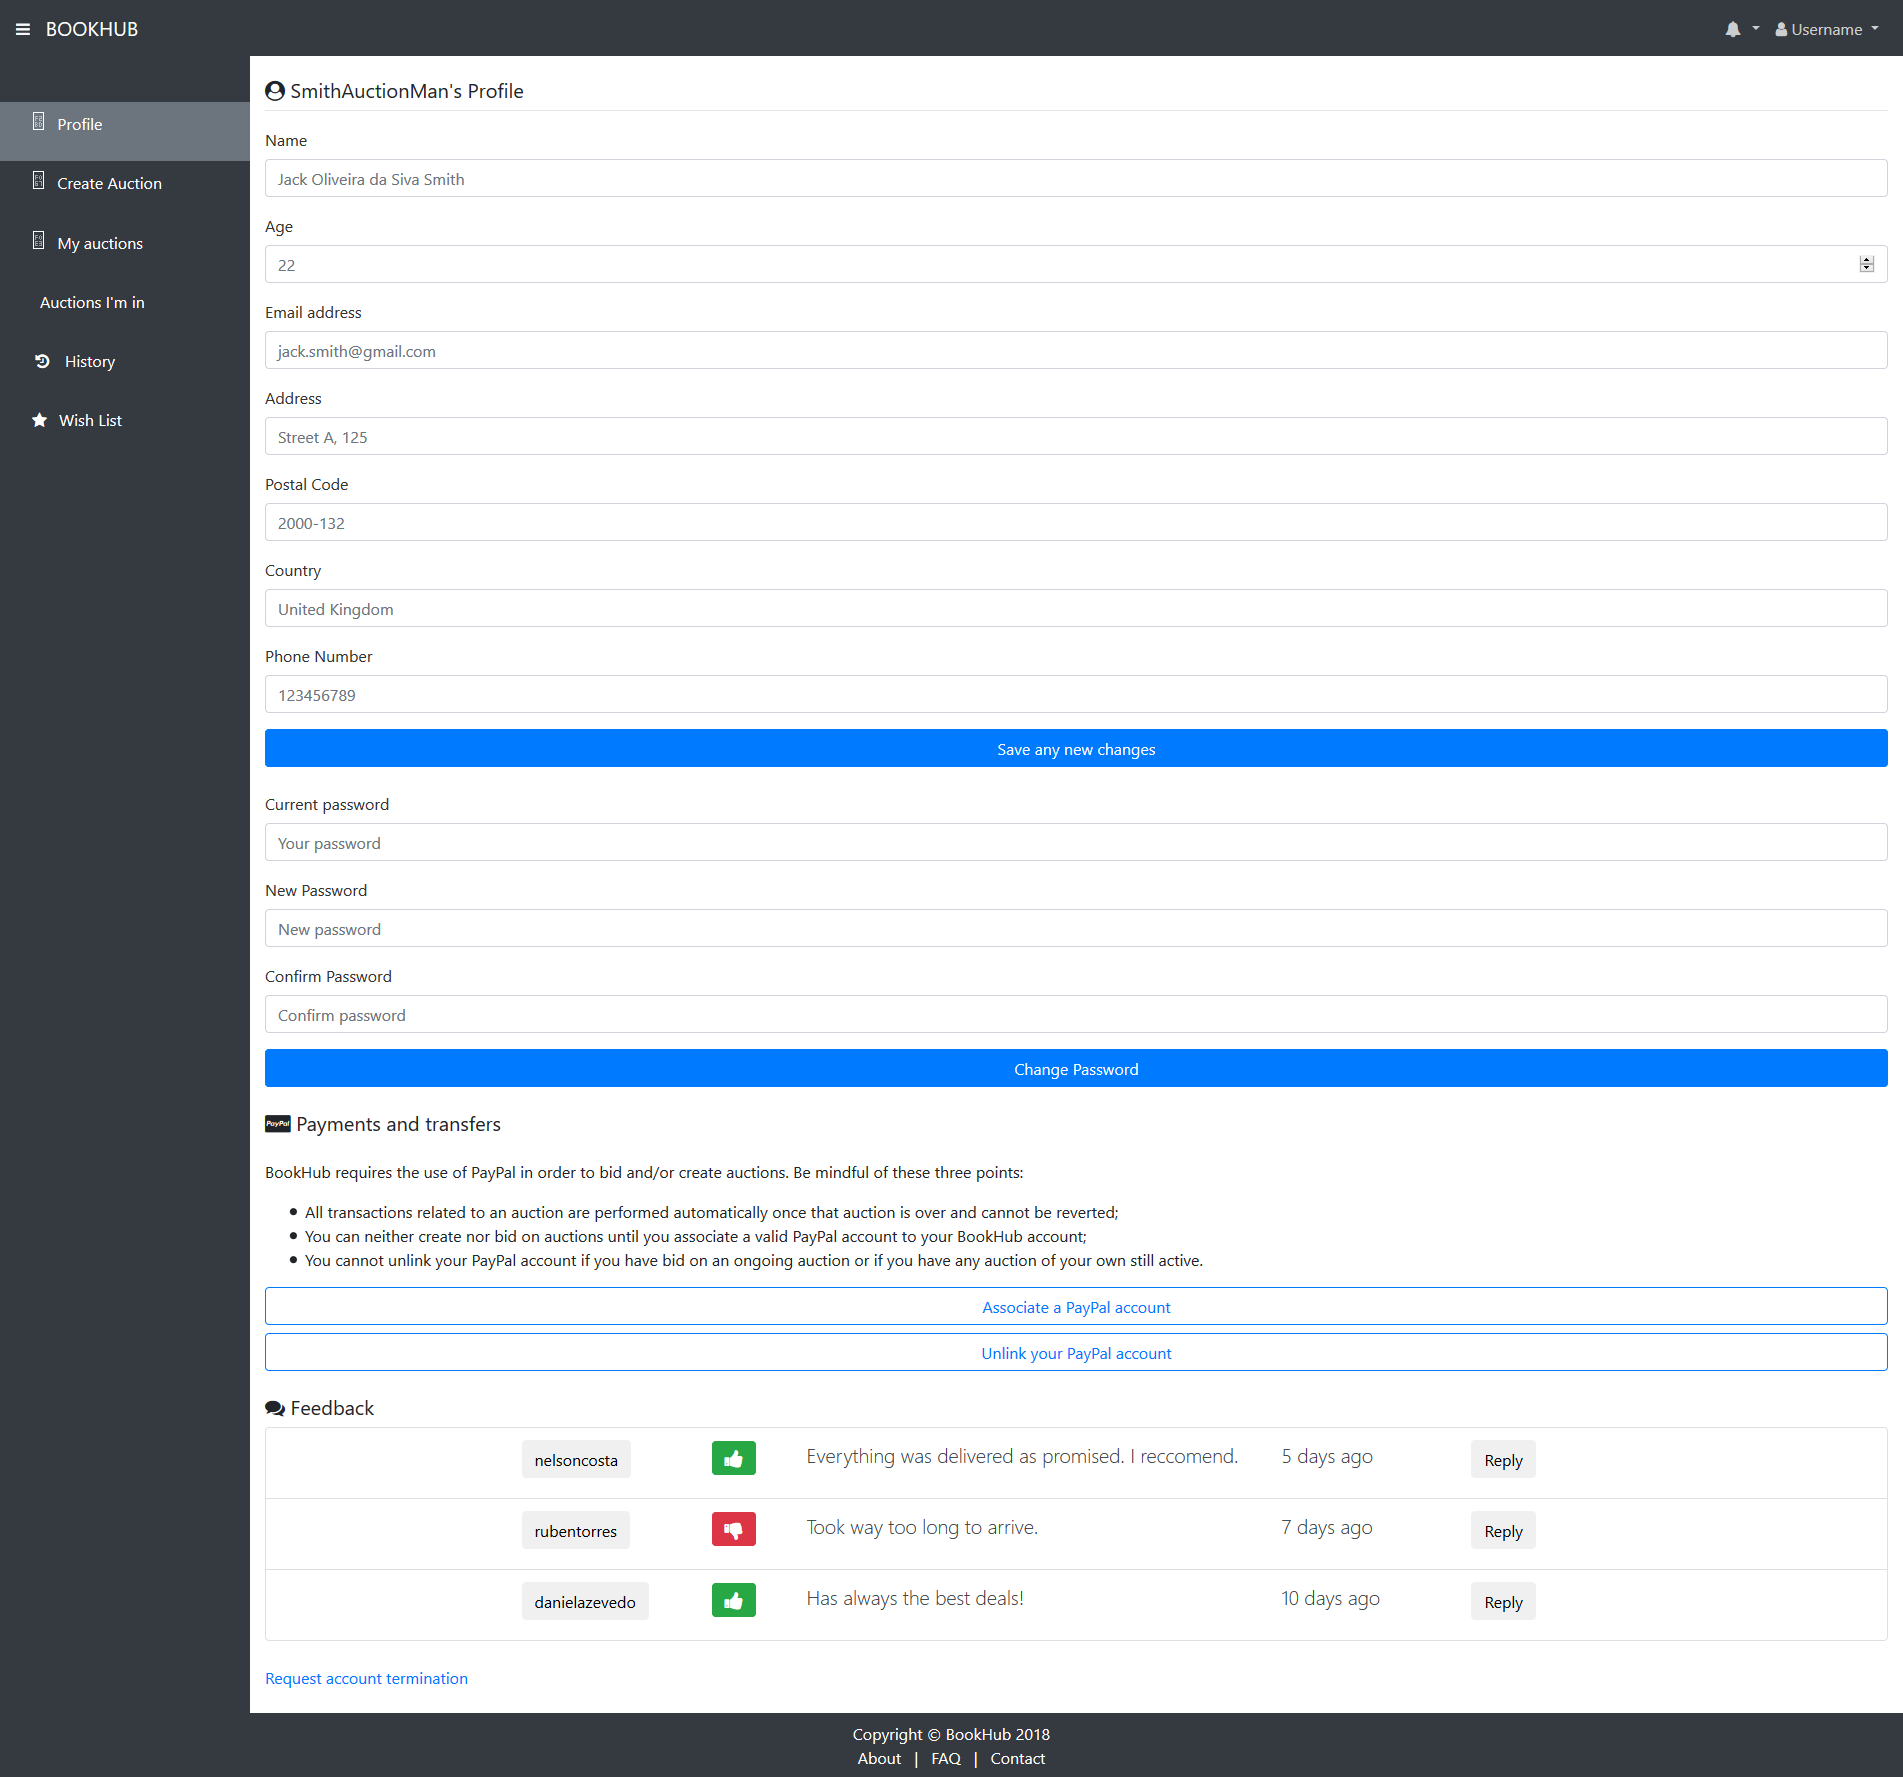 BOOKHUB
Username
Profile
Create Auction
My auctions
Auctions I'm in
History
Wish List
SmithAuctionMan's Profile
Name
Jack Oliveira da Siva Smith
Age
22
Email address
jack.smith@gmail.com
Address
Street A, 125
Postal Code
2000-132
Country
United Kingdom
Phone Number
123456789
Save any new changes
Current password
Your password
New Password
New password
Confirm Password
Confirm password
Change Password
PayPal Payments and transfers
BookHub requires the use of PayPal in order to bid and/or create auctions. Be mindful of these three points:
All transactions related to an auction are performed automatically once that auction is over and cannot be reverted;
You can neither create nor bid on auctions until you associate a valid PayPal account to your BookHub account;
You cannot unlink your PayPal account if you have bid on an ongoing auction or if you have any auction of your own still active.
Associate a PayPal account
Unlink your PayPal account
Feedback
nelsoncosta Everything was delivered as promised. I reccomend. 5 days ago Reply
rubentorres Took way too long to arrive. 7 days ago Reply
danielazevedo Has always the best deals! 10 days ago Reply
Request account termination
Copyright © BookHub 2018
About | FAQ | Contact